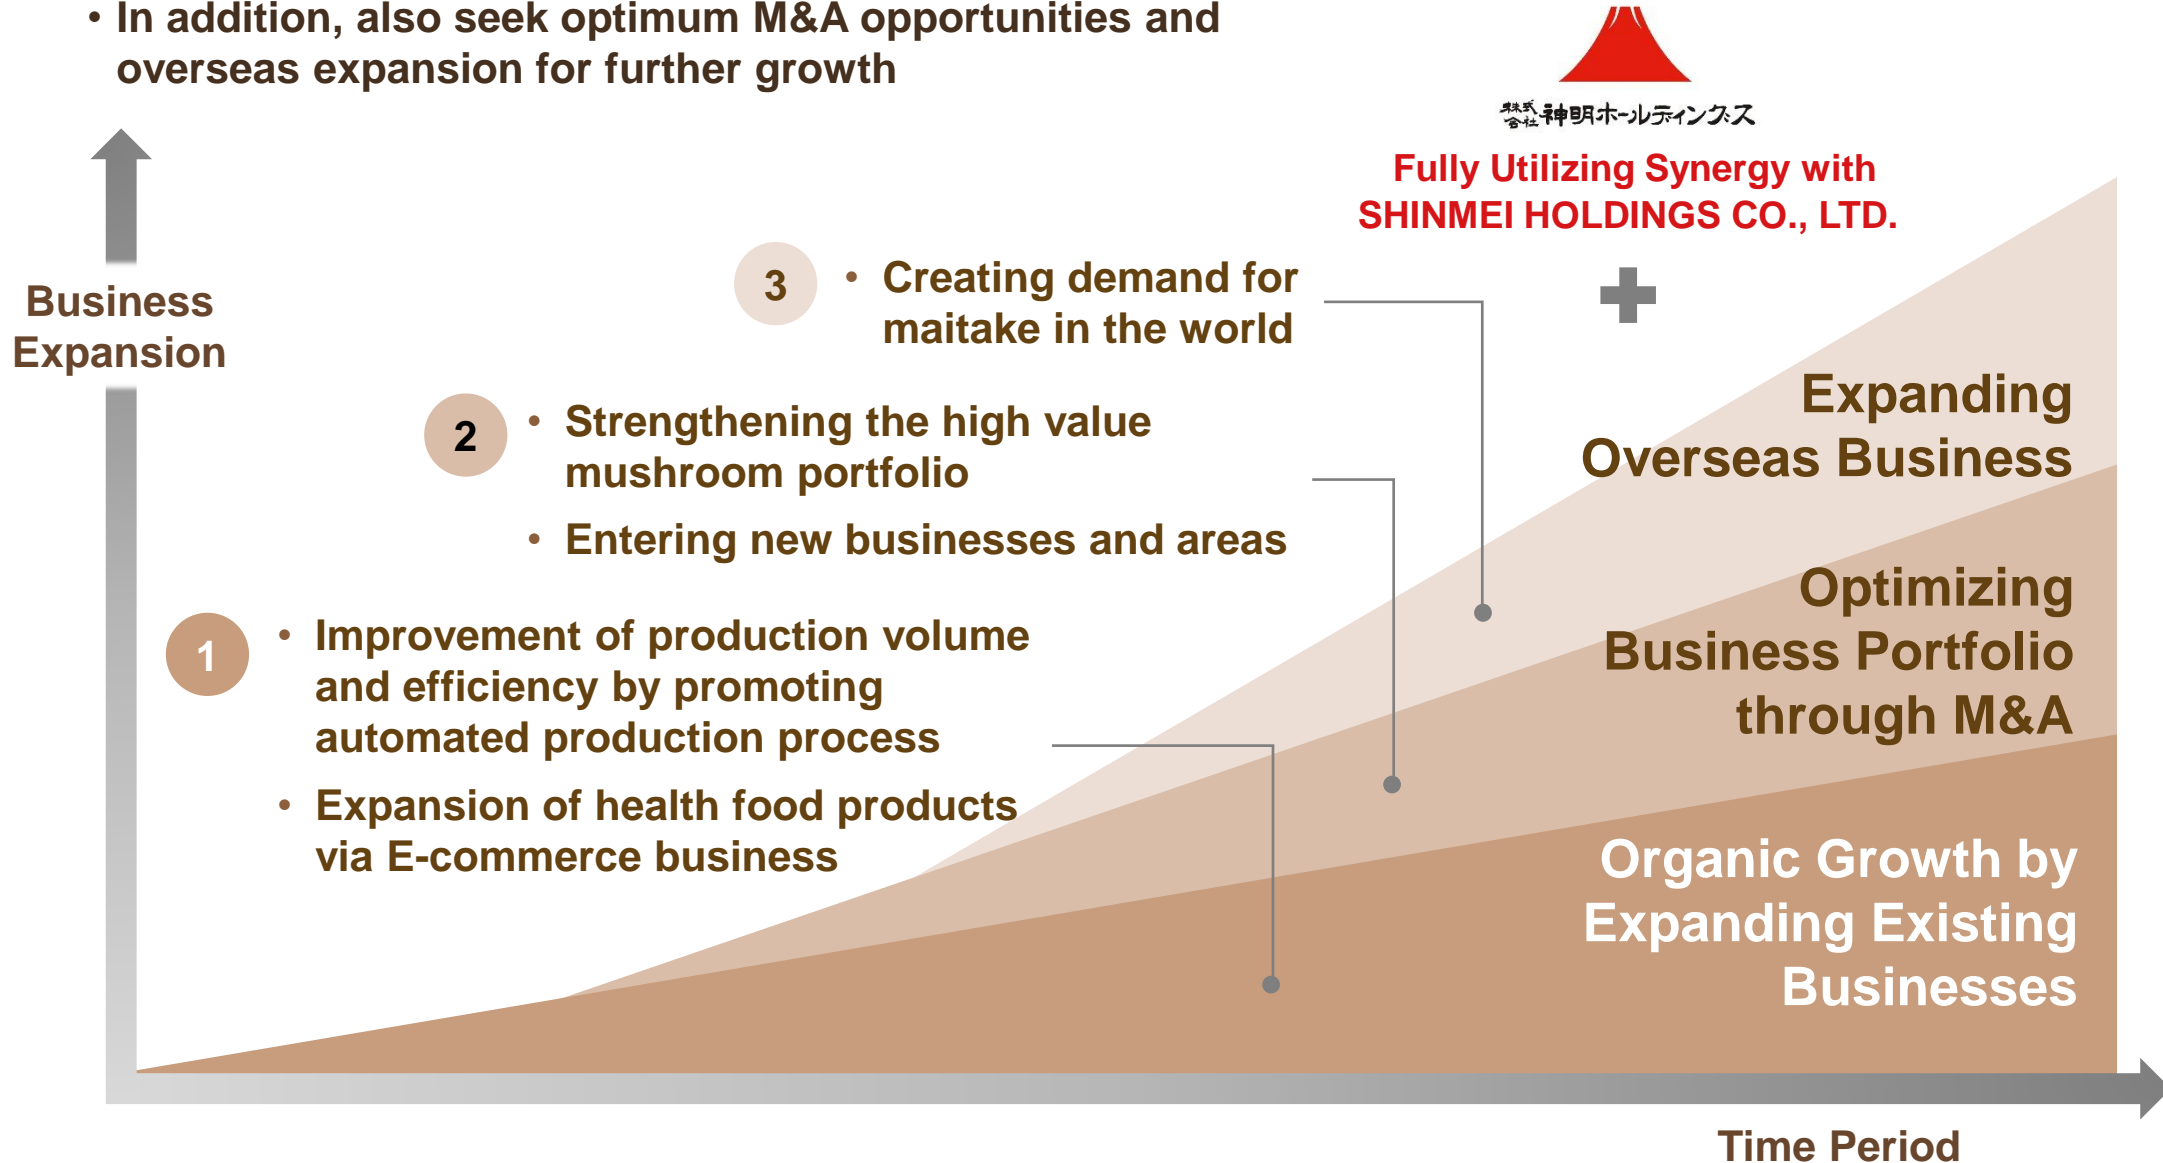 • In addition, also seek optimum M&A opportunities and
overseas expansion for further growth
株式会社神明ホールディングス
Fully Utilizing Synergy with
SHINMEI HOLDINGS CO., LTD.
Business
Expansion
3
• Creating demand for
maitake in the world
2
• Strengthening the high value
mushroom portfolio
• Entering new businesses and areas
1
• Improvement of production volume
and efficiency by promoting
automated production process
• Expansion of health food products
via E-commerce business
Expanding
Overseas Business
Optimizing
Business Portfolio
through M&A
Organic Growth by
Expanding Existing
Businesses
Time Period